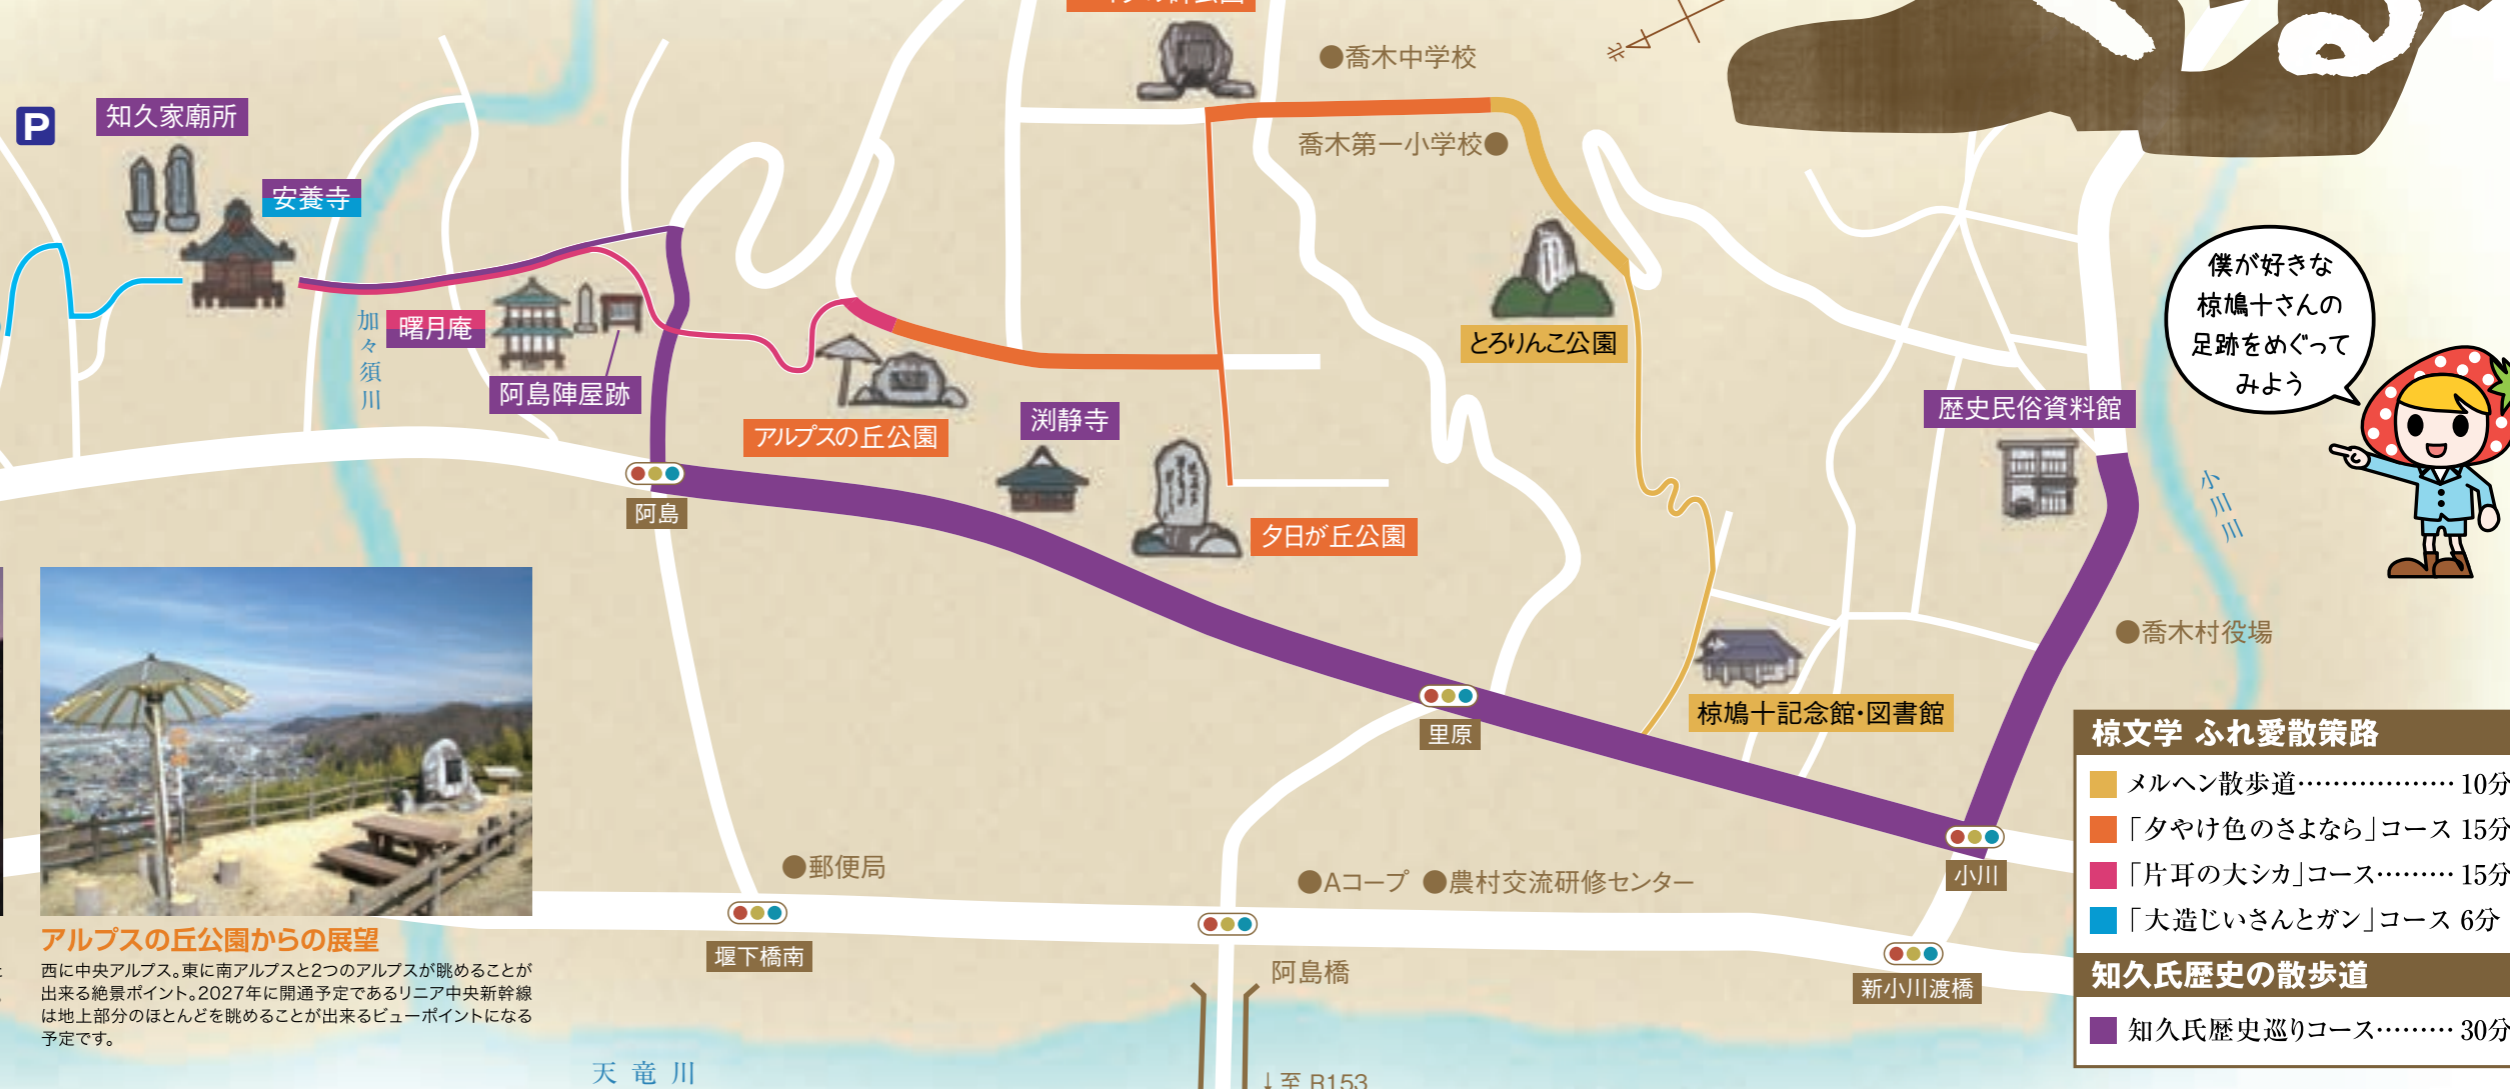 喬木中学校
北
P
知久家廟所
喬木第一小学校
安養寺
僕が好きな
椋鳩十さんの
足跡をめぐって
みよう
加々須川
曙月庵
阿島陣屋跡
とろりんこ公園
歴史民俗資料館
アルプスの丘公園
渕静寺
小川川
阿島
夕日が丘公園
喬木村役場
椋鳩十記念館・図書館
里原
郵便局
Aコープ
農村交流研修センター
小川
堰下橋南
阿島橋
新小川渡橋
天竜川
↓至 R153
アルプスの丘公園からの展望
西に中央アルプス。東に南アルプスと2つのアルプスが眺めることが
出来る絶景ポイント。2027年に開通予定であるリニア中央新幹線
は地上部分のほとんどを眺めることが出来るビューポイントになる
予定です。
椋文学 ふれ愛散策路
メルヘン散歩道………………10分
「夕やけ色のさよなら」コース 15分
「片耳の大シカ」コース………15分
「大造じいさんとガン」コース 6分
知久氏歴史の散歩道
知久氏歴史巡りコース………30分